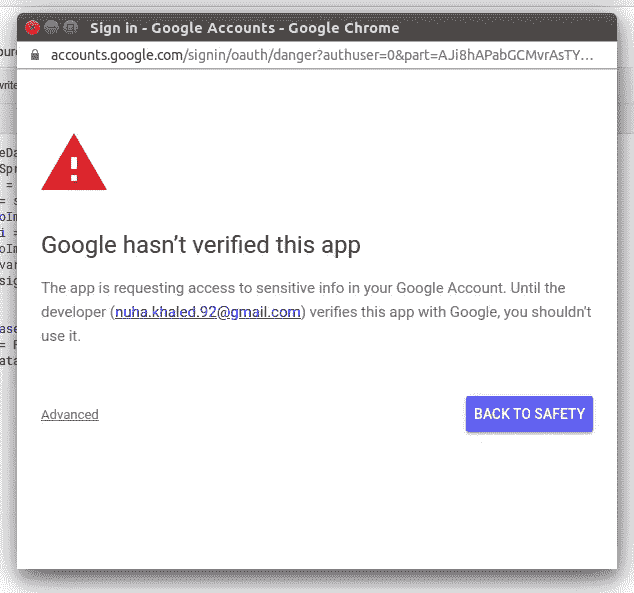 Sign in - Google Accounts - Google Chrome
accounts.google.com/signin/oauth/danger?authuser=0&part=AJi8hAPabGCMvrAsTY...
Google hasn't verified this app
The app is requesting access to sensitive info in your Google Account. Until the
developer (nuha.khaled.92@gmail.com) verifies this app with Google, you shouldn't
use it.
Advanced
BACK TO SAFETY